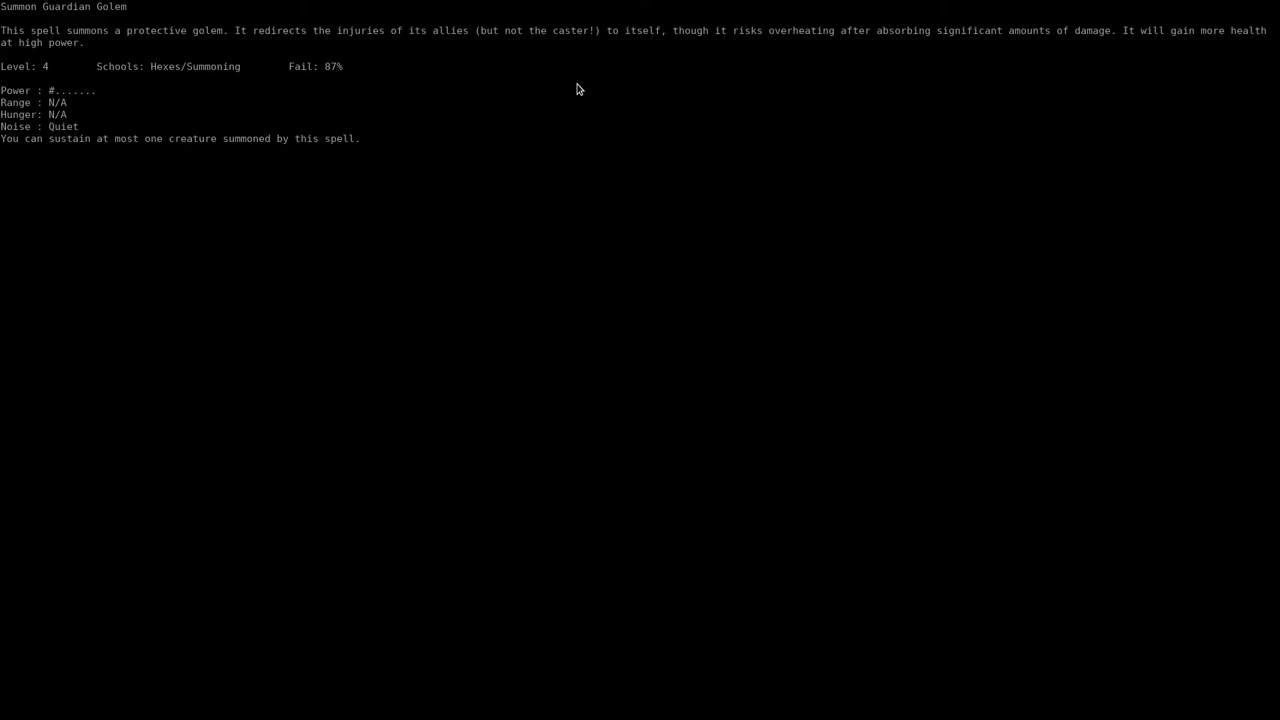 Summon Guardian Golem
This spell summons a protective golem. It redirects the injuries of its allies (but not the caster!) to itself, though it risks overheating after absorbing significant amounts of damage. It will gain more health
at high power.
Level: 4        Schools: Hexes/Summoning        Fail: 87%
Power : #.......
Range : N/A
Hunger: N/A
Noise : Quiet
You can sustain at most one creature summoned by this spell.